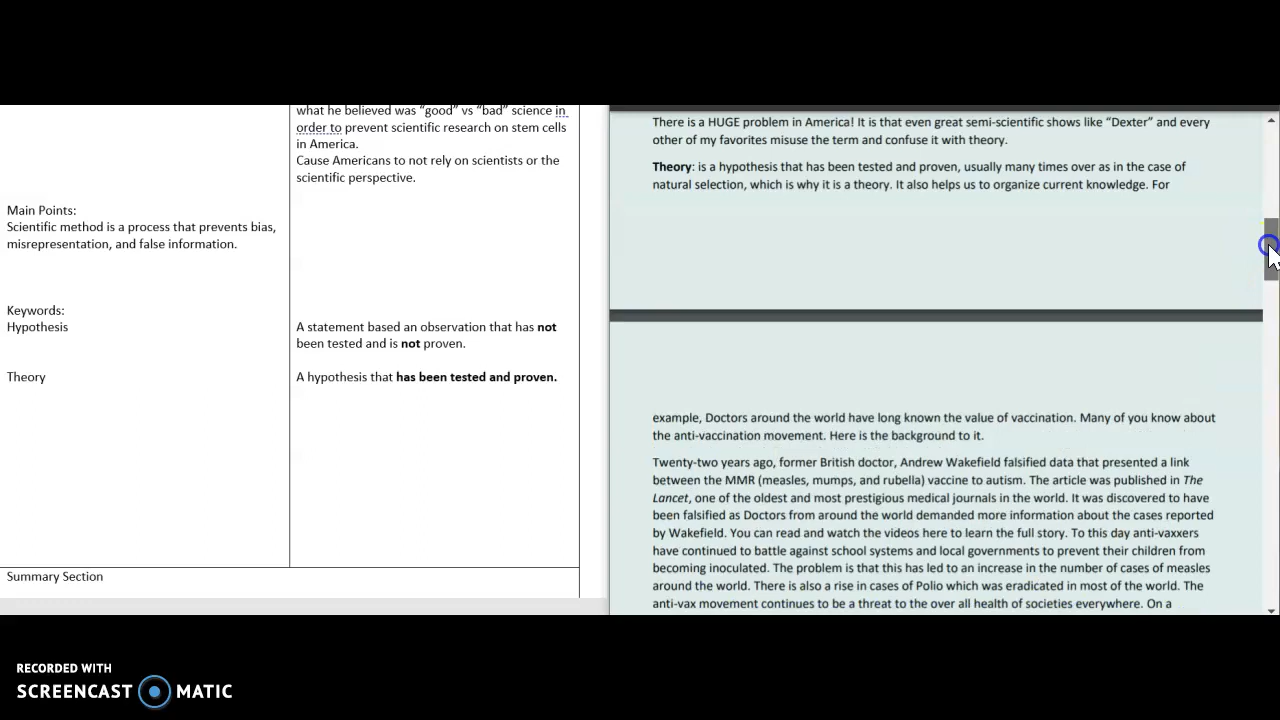 what he believed was “good” vs “bad” science in
order to prevent scientific research on stem cells
in America.
Cause Americans to not rely on scientists or the
scientific perspective.
Main Points:
Scientific method is a process that prevents bias,
misrepresentation, and false information.
Keywords:
Hypothesis
A statement based an observation that has not
been tested and is not proven.
Theory
A hypothesis that has been tested and proven.
Summary Section
There is a HUGE problem in America! It is that even great semi-scientific shows like “Dexter” and every
other of my favorites misuse the term and confuse it with theory.
Theory: is a hypothesis that has been tested and proven, usually many times over as in the case of
natural selection, which is why it is a theory. It also helps us to organize current knowledge. For
example, Doctors around the world have long known the value of vaccination. Many of you know about
the anti-vaccination movement. Here is the background to it.
Twenty-two years ago, former British doctor, Andrew Wakefield falsified data that presented a link
between the MMR (measles, mumps, and rubella) vaccine to autism. The article was published in The
Lancet, one of the oldest and most prestigious medical journals in the world. It was discovered to have
been falsified as Doctors from around the world demanded more information about the cases reported
by Wakefield. You can read and watch the videos here to learn the full story. To this day anti-vaxxers
have continued to battle against school systems and local governments to prevent their children from
becoming inoculated. The problem is that this has led to an increase in the number of cases of measles
around the world. There is also a rise in cases of Polio which was eradicated in most of the world. The
anti-vax movement continues to be a threat to the over all health of societies everywhere. On a
RECORDED WITH
SCREENCAST MATIC